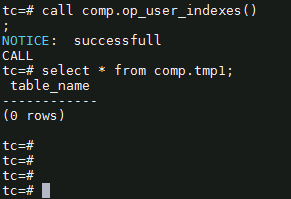 tc=# call comp.op_user_indexes()
;
NOTICE:  successfull
CALL
tc=# select * from comp.tmp1;
 table_name
------------
(0 rows)
tc=#
tc=#
tc=#
tc=#